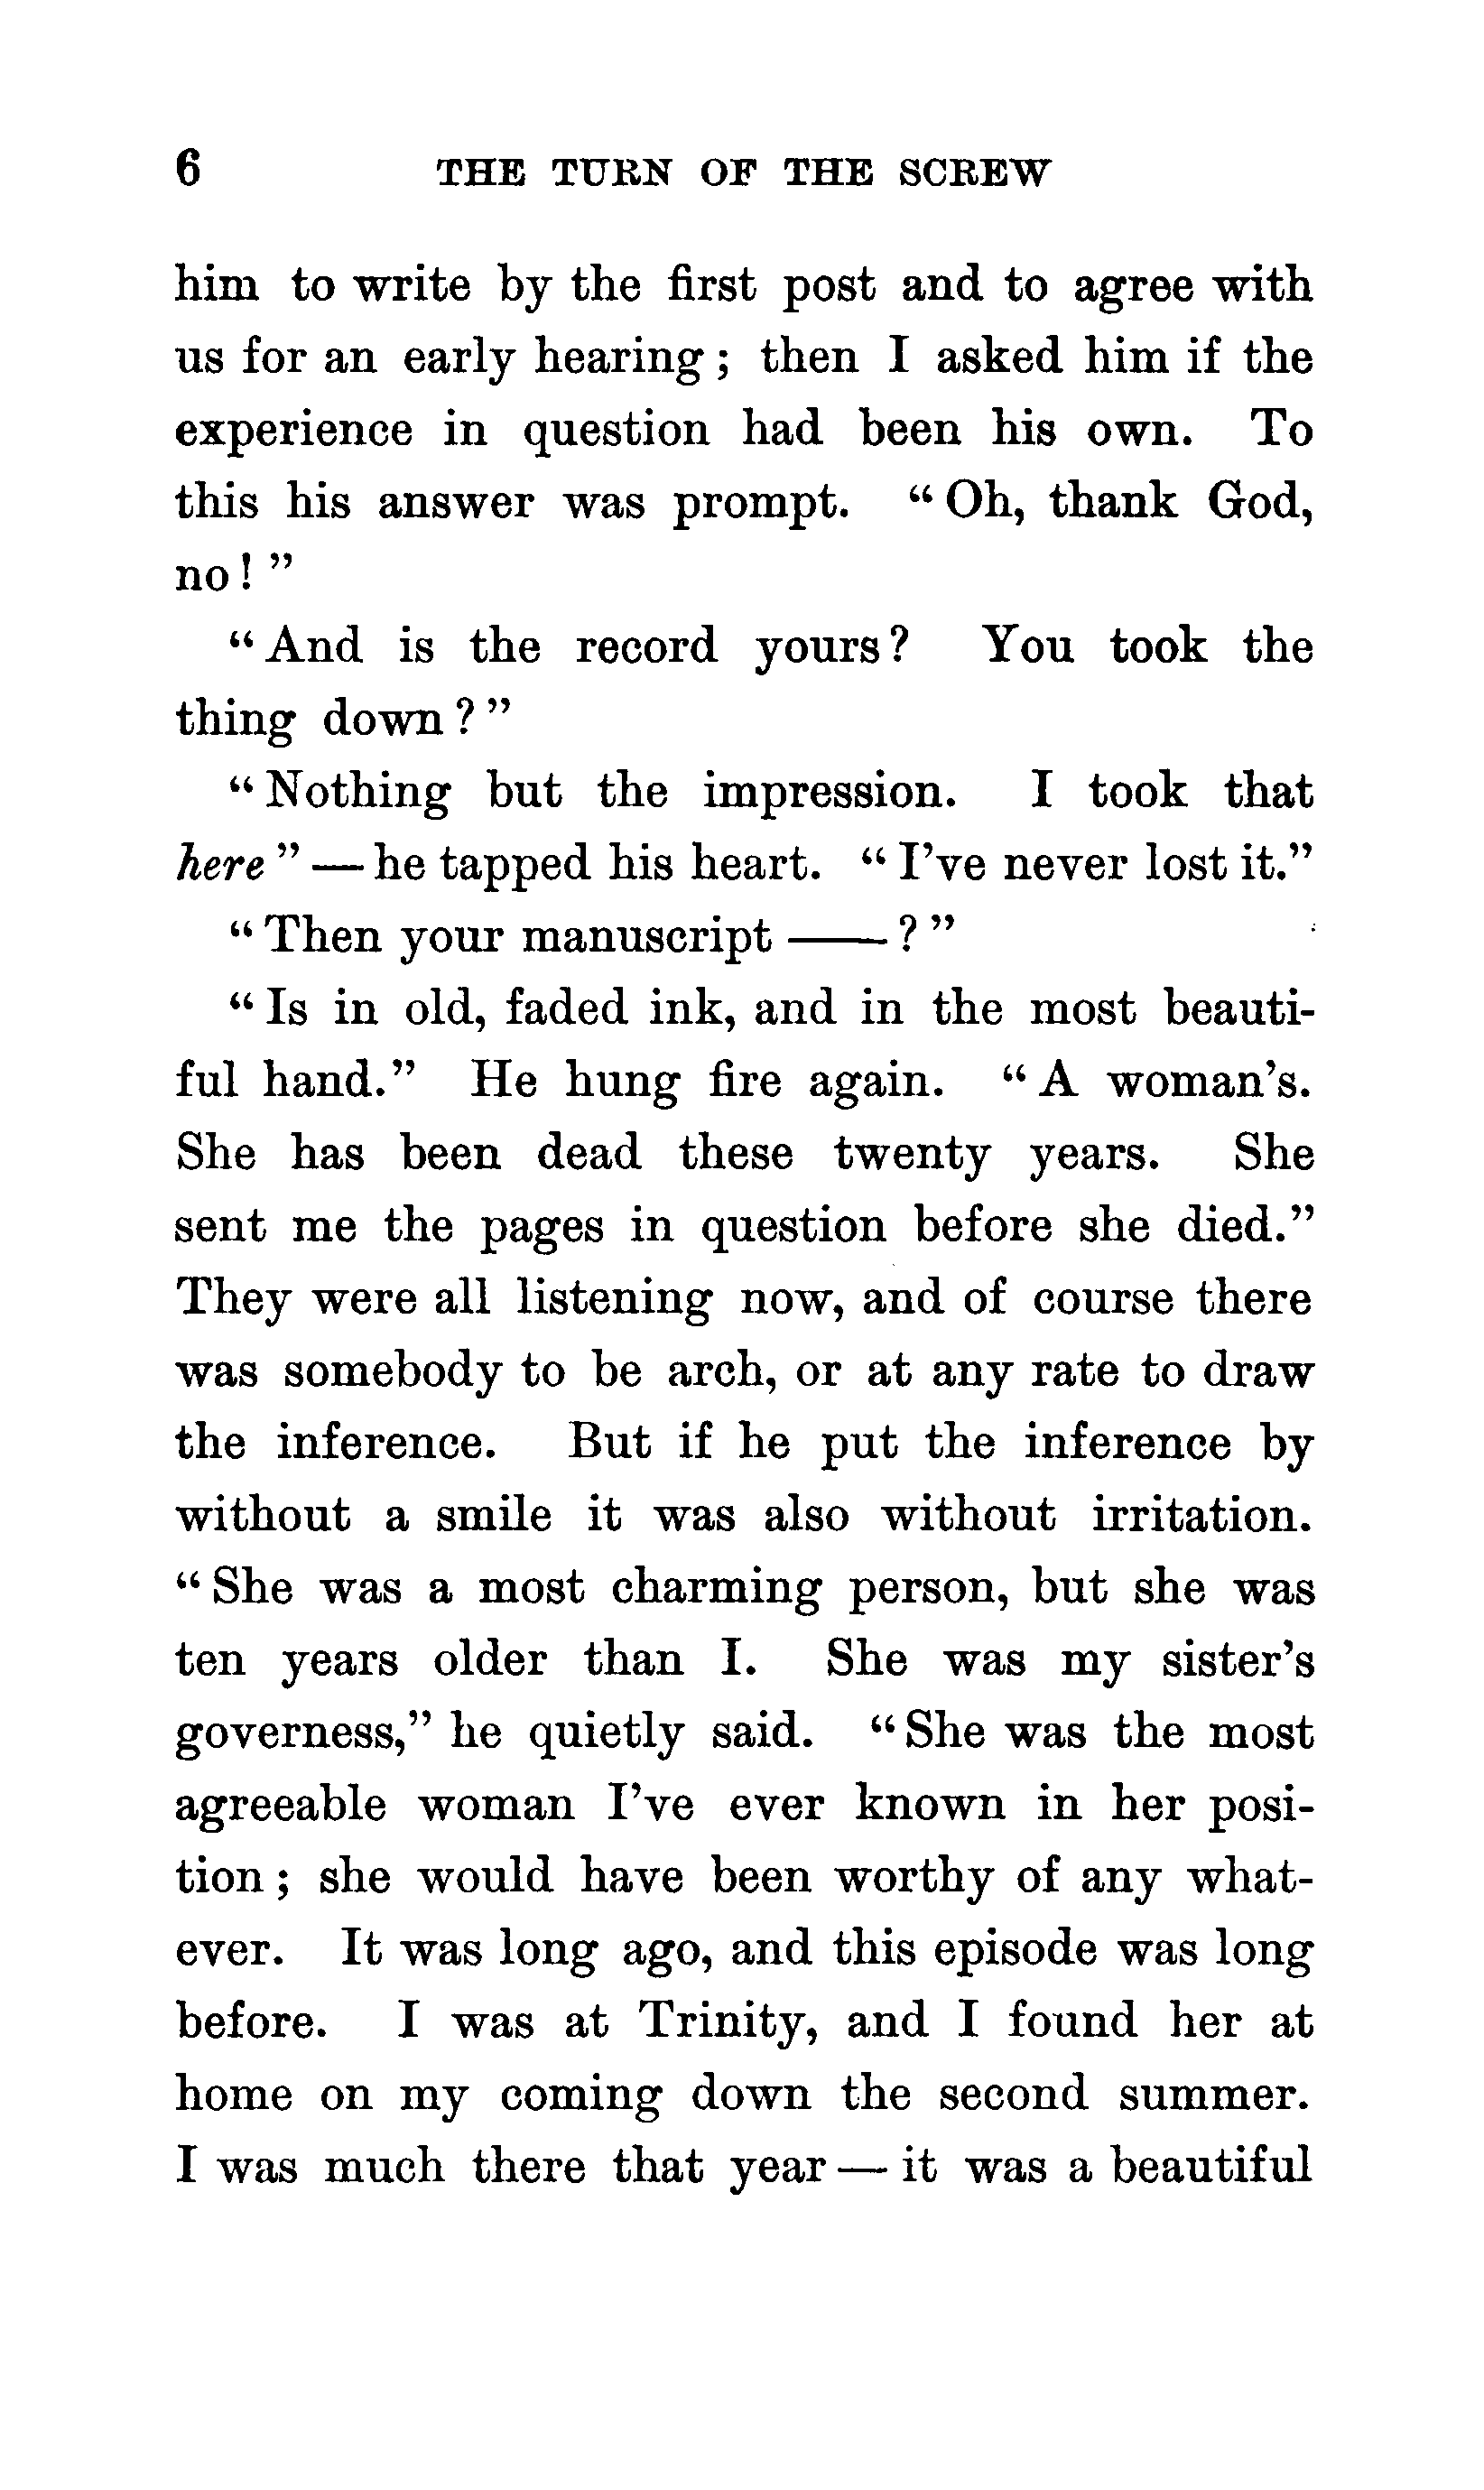 6 THE TURN OF THE SCREW
him to write by the first post and to agree with
us for an early hearing ; then I asked him if the
experience in question had been his own. To
this his answer was prompt. “ Oh, thank God,
no ! ”
“ And is the record yours ? You took the
thing down ? ”
“ Nothing but the impression. I took that
here ” — he tapped his heart. “ I’ve never lost it.”
“ Then your manuscript —— ? ”
“ Is in old, faded ink, and in the most beauti-
ful hand.” He hung fire again. “ A woman’s.
She has been dead these twenty years. She
sent me the pages in question before she died.”
They were all listening now, and of course there
was somebody to be arch, or at any rate to draw
the inference. But if he put the inference by
without a smile it was also without irritation.
“ She was a most charming person, but she was
ten years older than I. She was my sister’s
governess,” he quietly said. “ She was the most
agreeable woman I’ve ever known in her posi-
tion ; she would have been worthy of any what-
ever. It was long ago, and this episode was long
before. I was at Trinity, and I found her at
home on my coming down the second summer.
I was much there that year — it was a beautiful